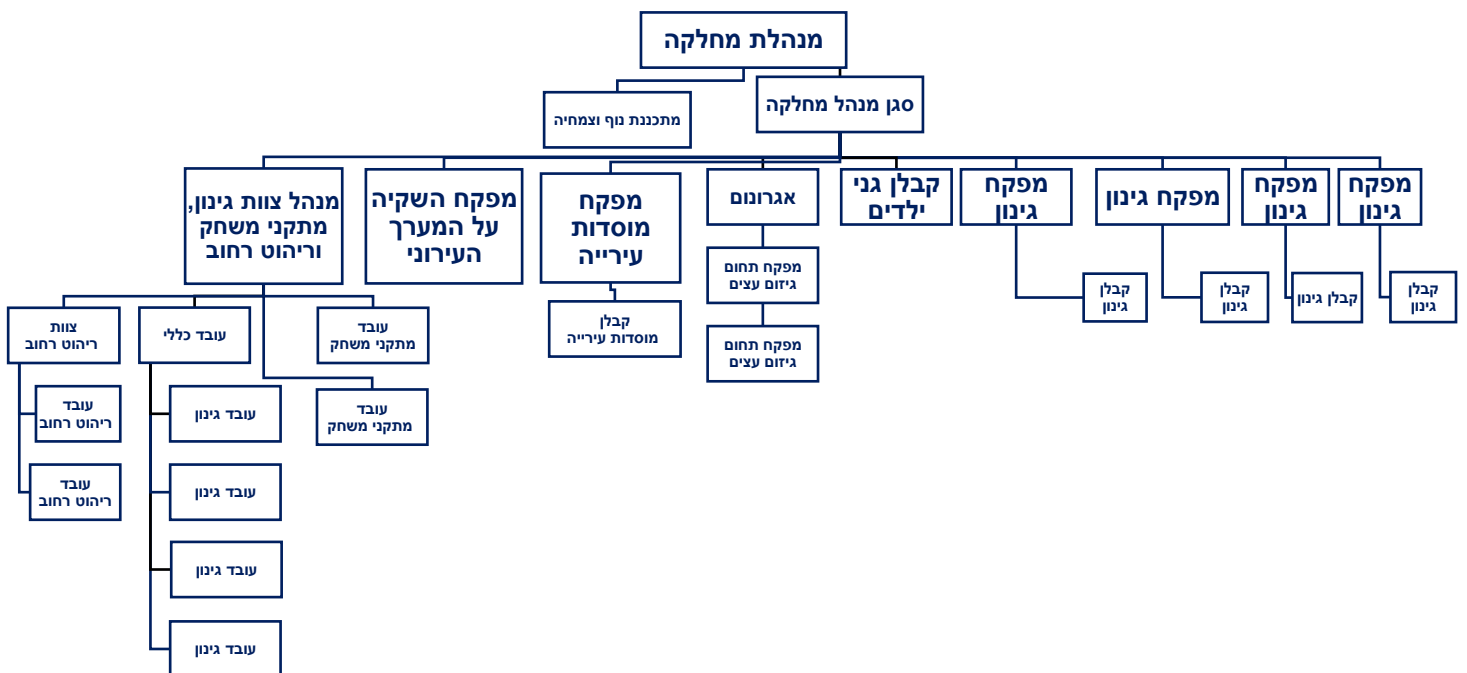 מנהלת מחלקה
סגן מנהל מחלקה
מתכננת נוף וצמחיה
מפקח
גינון
מפקח
גינון
מפקח גינון
מפקח
גינון
קבלן גני
ילדים
אגרונום
מפקח
מוסדות
עירייה
מפקח השקיה
על המערך
העירוני
מנהל צוות גינון,
מתקני משחק
וריהוט רחוב
קבלן
גינון
קבלן גינון
קבלן
גינון
קבלן
גינון
מפקח תחום
גיזום עצים
מפקח תחום
גיזום עצים
קבלן
מוסדות עירייה
עובד
מתקני משחק
עובד
מתקני משחק
עובד כללי
עובד גינון
עובד גינון
עובד גינון
עובד גינון
צוות
ריהוט רחוב
עובד
ריהוט רחוב
עובד
ריהוט רחוב